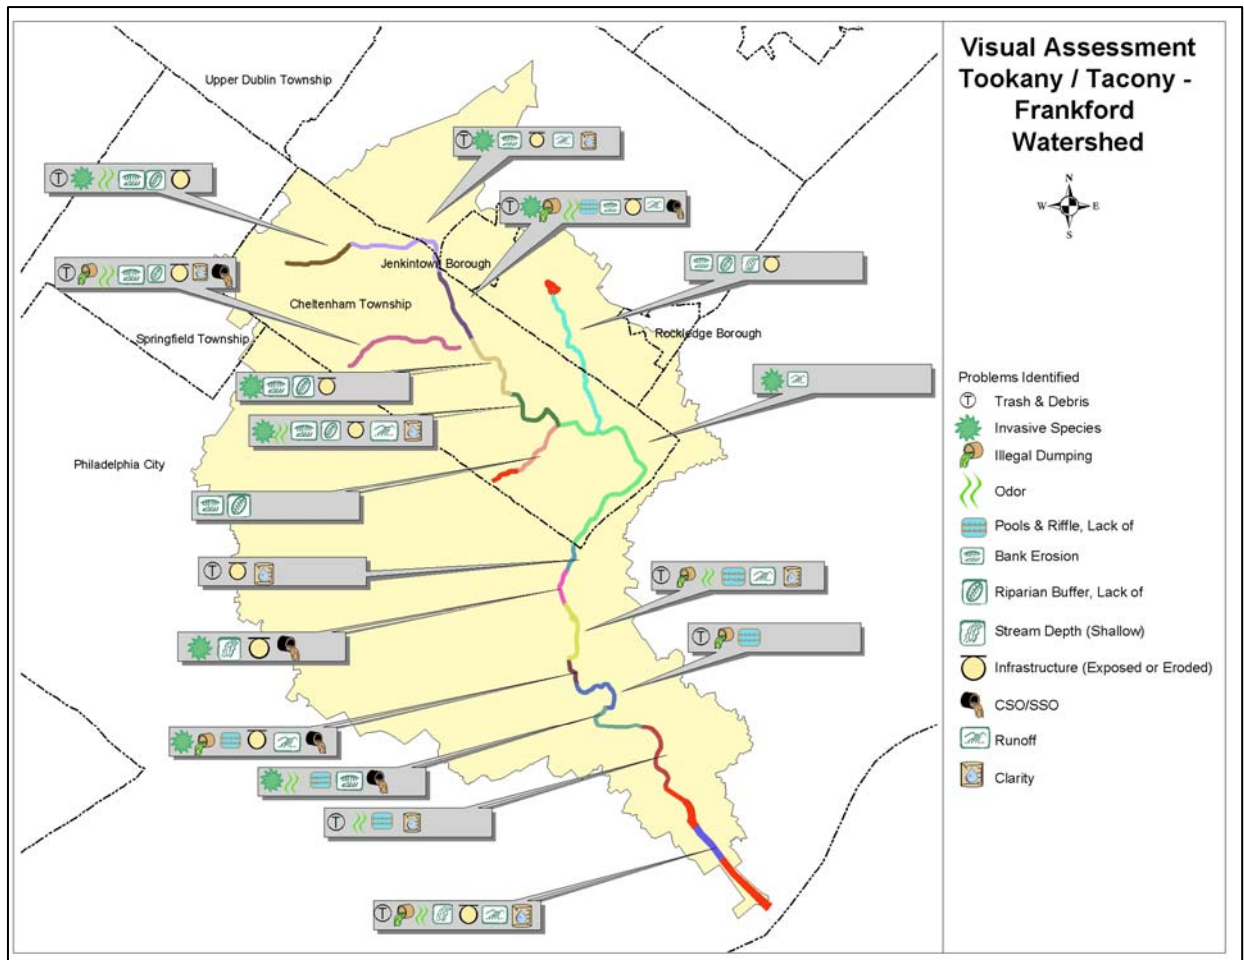 Visual Assessment
Tookany / Tacony -
Frankford
Watershed
N
W
E
S
Upper Dublin Township
Jenkintown Borough
Cheltenham Township
Springfield Township
Rockledge Borough
Philadelphia City
Problems Identified
T Trash & Debris
Invasive Species
Illegal Dumping
Odor
Pools & Riffle, Lack of
Bank Erosion
Riparian Buffer, Lack of
Stream Depth (Shallow)
Infrastructure (Exposed or Eroded)
CSO/SSO
Runoff
Clarity
T
T
T
T
T
T
T
T
T